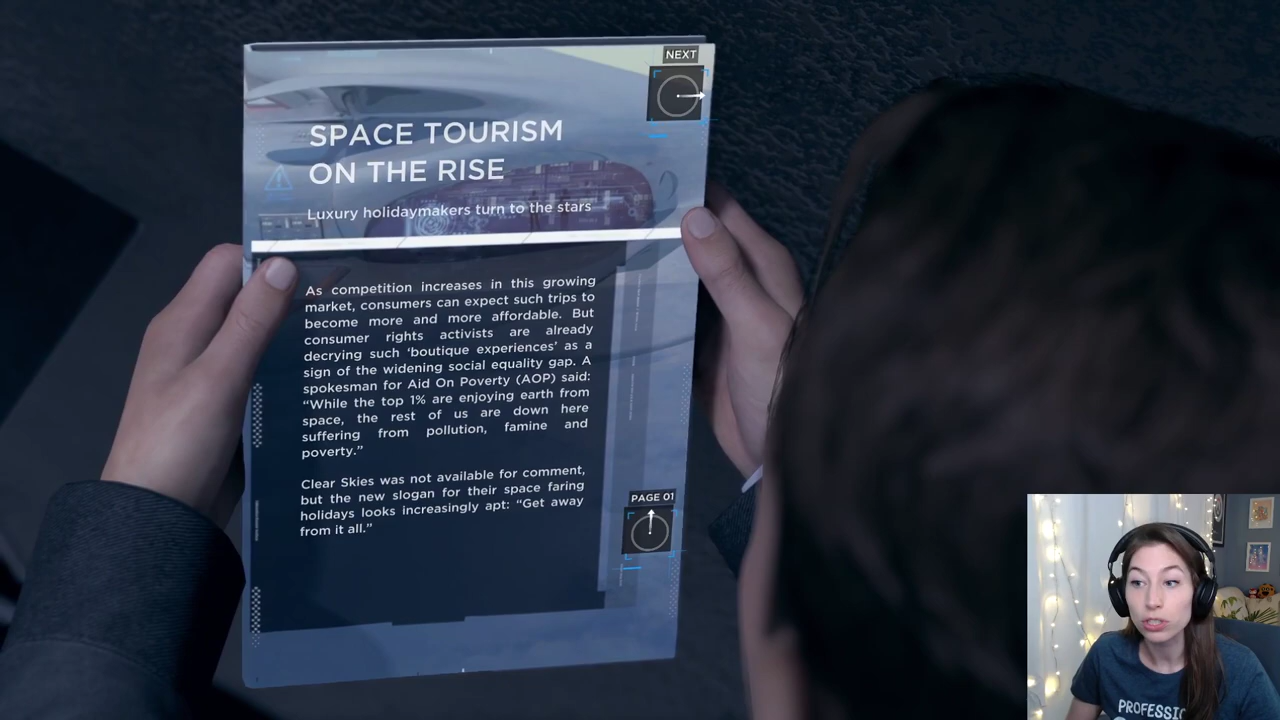 NEXT
SPACE TOURISM
ON THE RISE
Luxury holidaymakers turn to the stars
As competition increases in this growing
market, consumers can expect such trips to
become more and more affordable. But
consumer rights activists are already
decrying such ‘boutique experiences’ as a
sign of the widening social equality gap. A
spokesman for Aid On Poverty (AOP) said:
“While the top 1% are enjoying earth from
space, the rest of us are down here
suffering from pollution, famine and
poverty.”
Clear Skies was not available for comment,
but the new slogan for their space faring
holidays looks increasingly apt: “Get away
from it all.”
PAGE 01